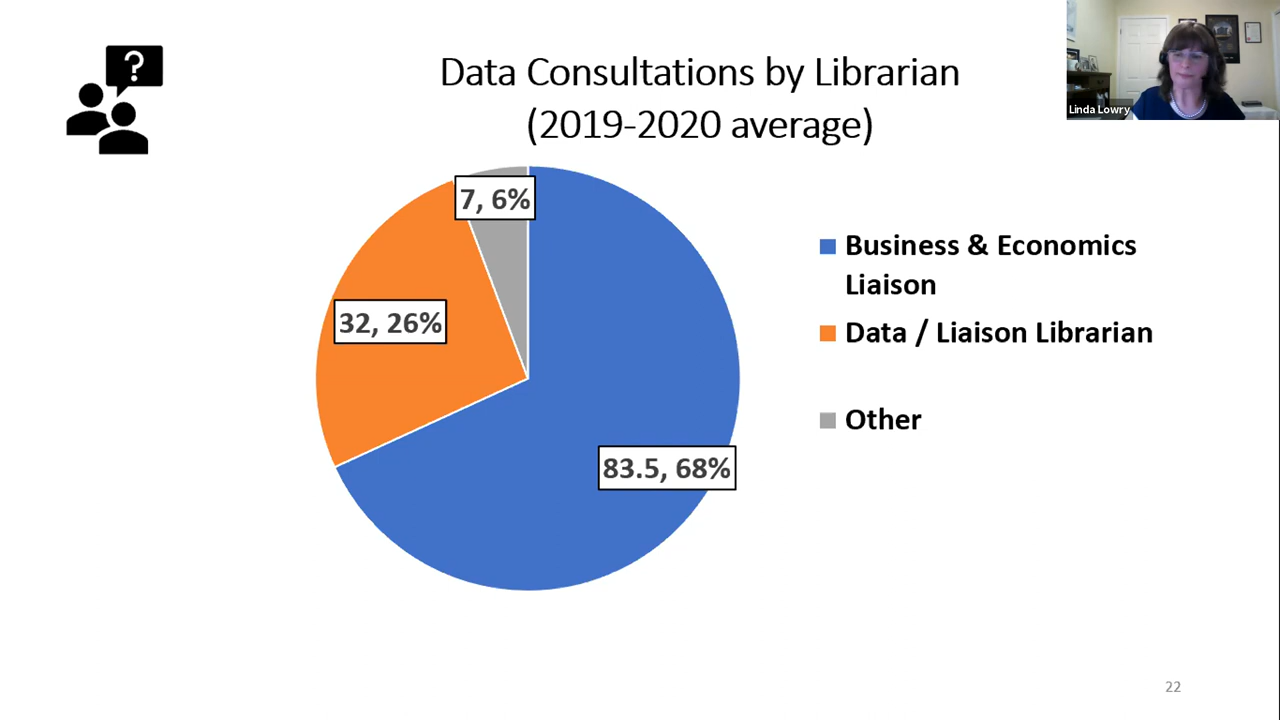 ?
Data Consultations by Librarian
(2019-2020 average)
Linda Lowry
7, 6%
32, 26%
83.5, 68%
Business & Economics
Liaison
Data / Liaison Librarian
Other
22